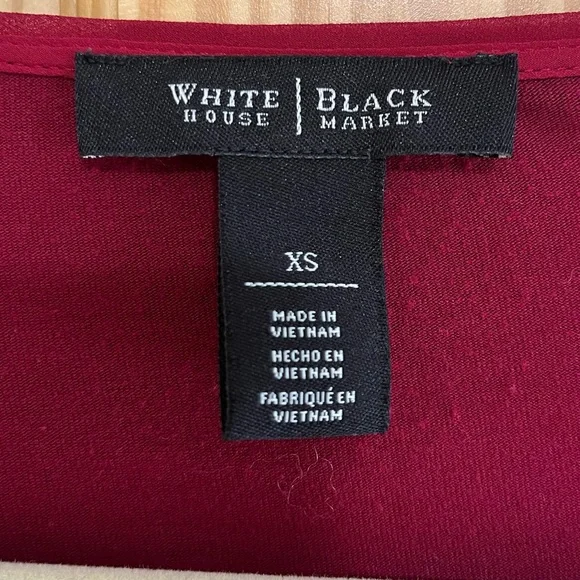 WHITE | BLACK
HOUSE | MARKET
XS
MADE IN
VIETNAM
HECHO EN
VIETNAM
FABRIQUÉ EN
VIETNAM